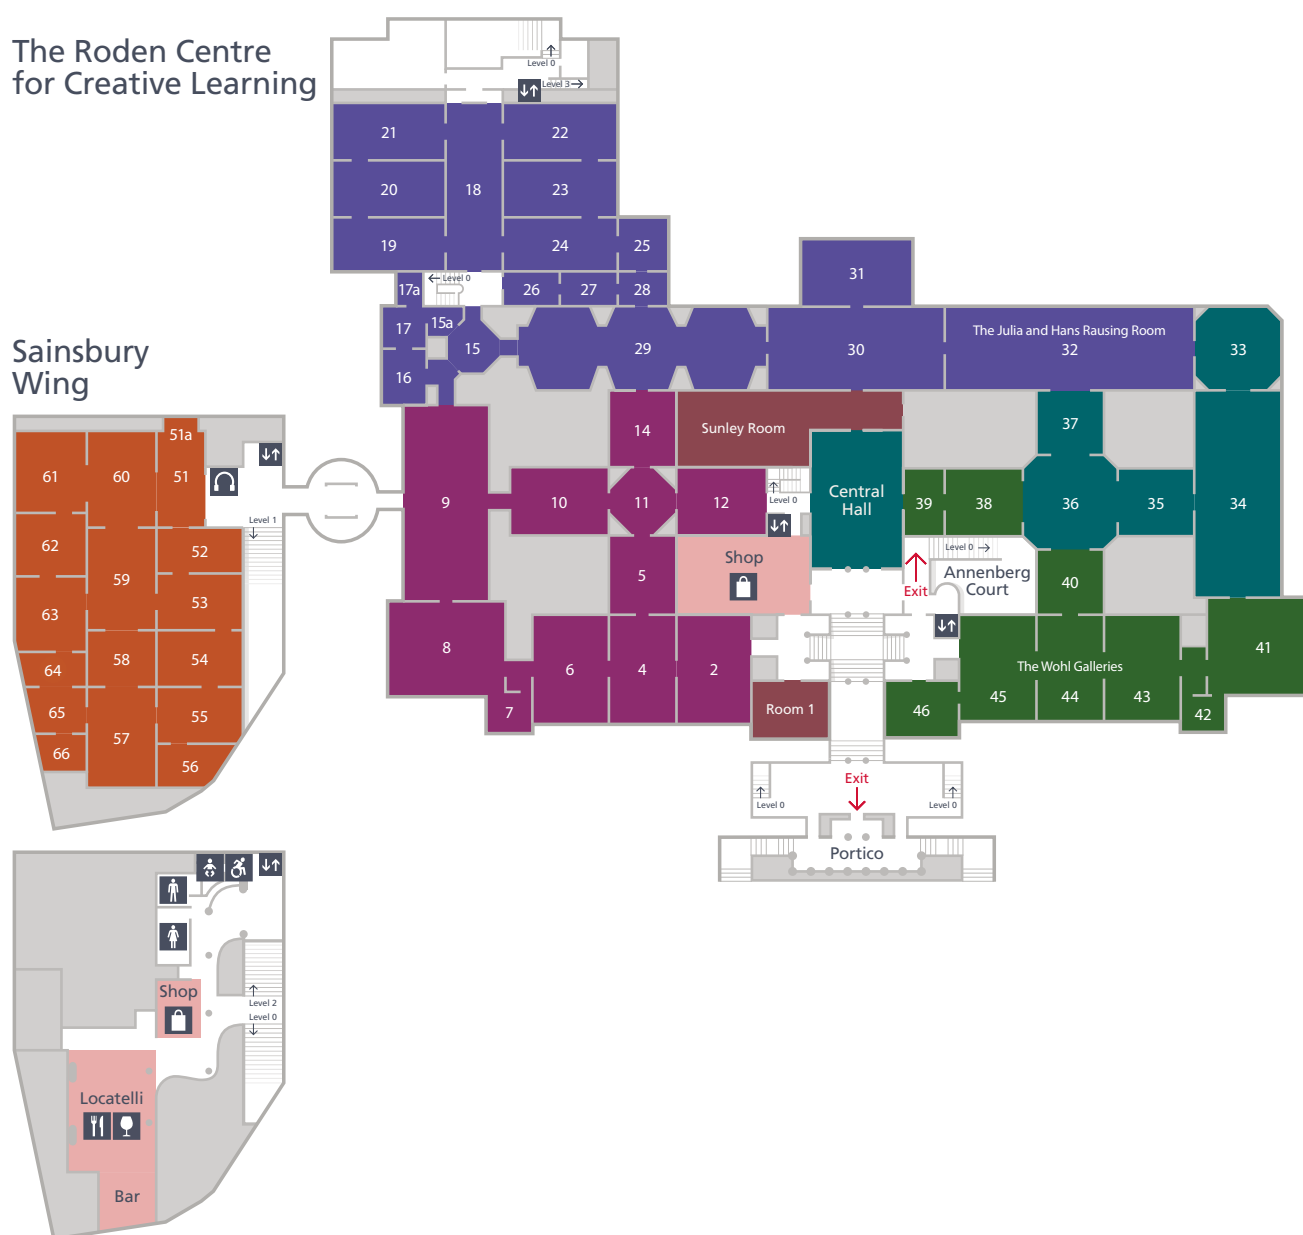 The Roden Centre
for Creative Learning
Level 0
Level 3
21
22
20
18
23
19
24
25
17a
Level 0
26
27
28
31
17
15a
15
16
29
30
The Julia and Hans Rausing Room
32
33
Sainsbury
Wing
51a
61
60
51
62
52
59
63
53
58
54
64
65
57
55
66
56
Level 1
9
10
11
12
14
Sunley Room
Level 0
Central
Hall
39
38
37
36
35
34
5
Shop
Exit
Level 0
Annenberg
Court
40
8
6
4
2
7
Room 1
46
The Wohl Galleries
45
44
43
42
41
Exit
Level 0
Level 0
Portico
Shop
Level 2
Level 0
Locatelli
Bar